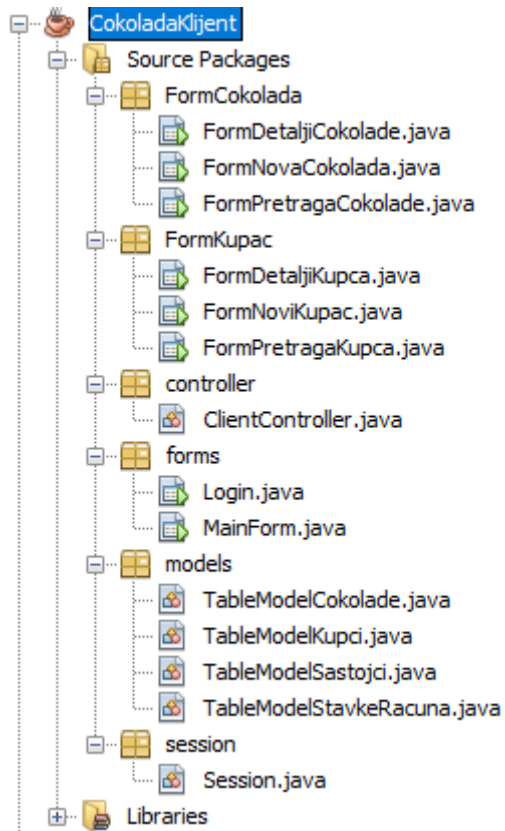 CokoladaKlijent
Source Packages
FormCokolada
FormDetaljiCokolade.java
FormNovaCokolada.java
FormPretragaCokolade.java
FormKupac
FormDetaljiKupca.java
FormNoviKupac.java
FormPretragaKupca.java
controller
ClientController.java
forms
Login.java
MainForm.java
models
TableModelCokolade.java
TableModelKupci.java
TableModelSastojci.java
TableModelStavkeRacuna.java
session
Session.java
Libraries